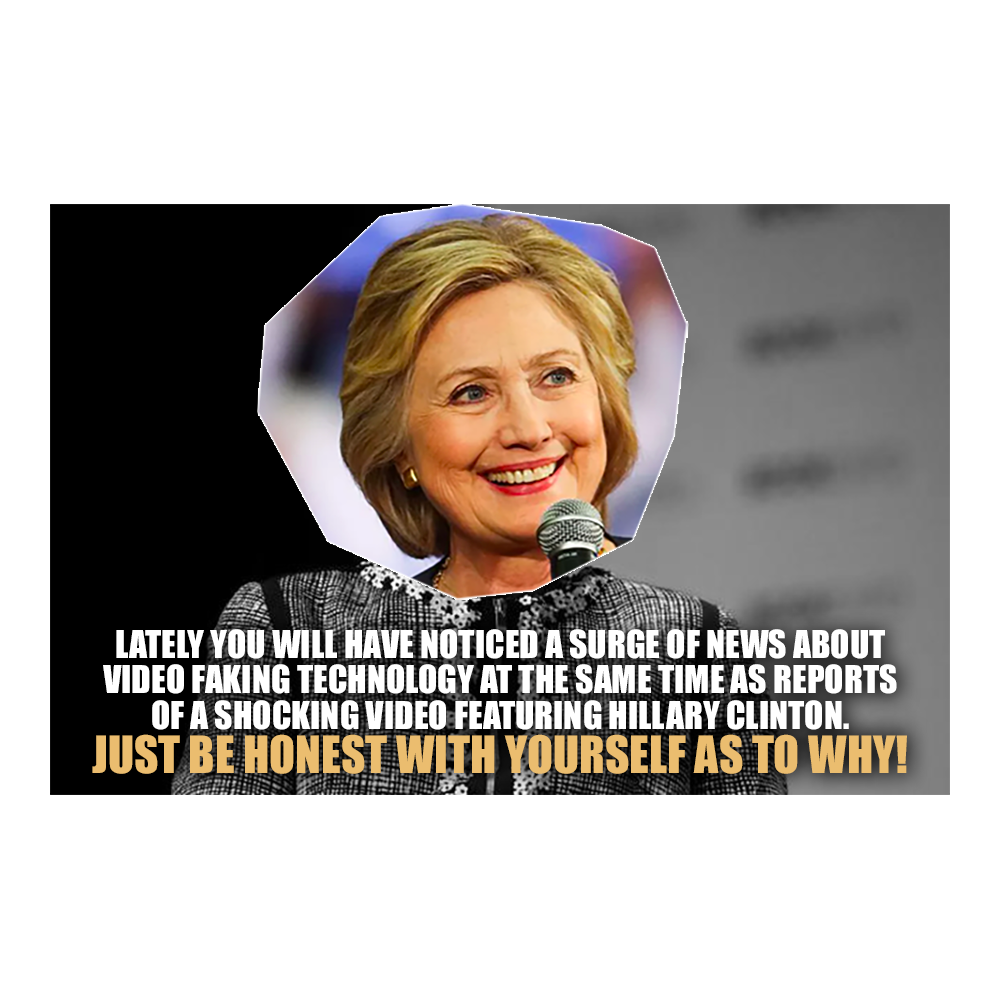 LATELY YOU WILL HAVE NOTICED A SURGE OF NEWS ABOUT
VIDEO FAKING TECHNOLOGY AT THE SAME TIME AS REPORTS
OF A SHOCKING VIDEO FEATURING HILLARY CLINTON.
JUST BE HONEST WITH YOURSELF AS TO WHY!